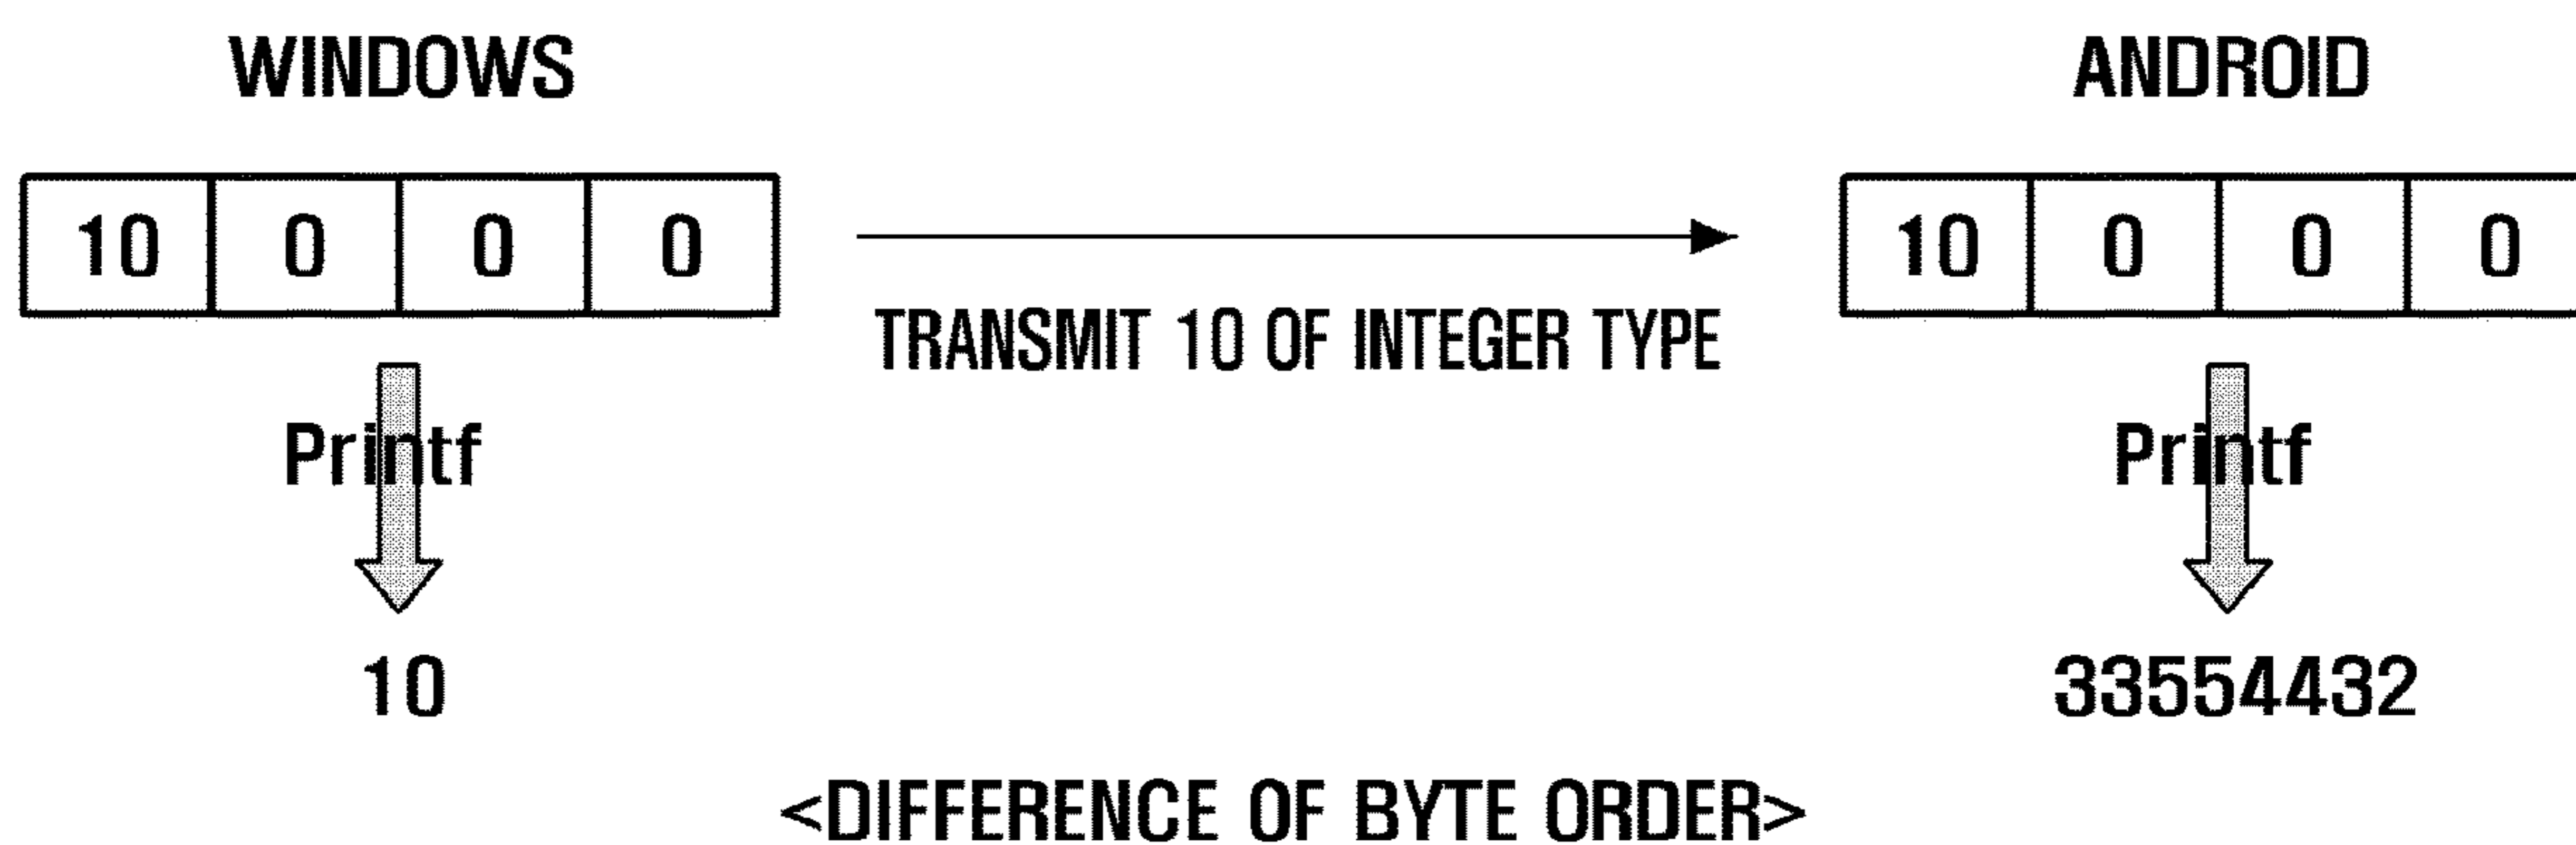 WINDOWS ANDROID
10 0 0 0 10 0 0 0
TRANSMIT 10 OF INTEGER TYPE
Printf Printf
10 33554432
<DIFFERENCE OF BYTE ORDER>